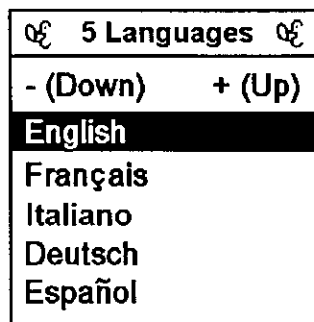 5 Languages
- (Down) + (Up)
English
Français
Italiano
Deutsch
Español